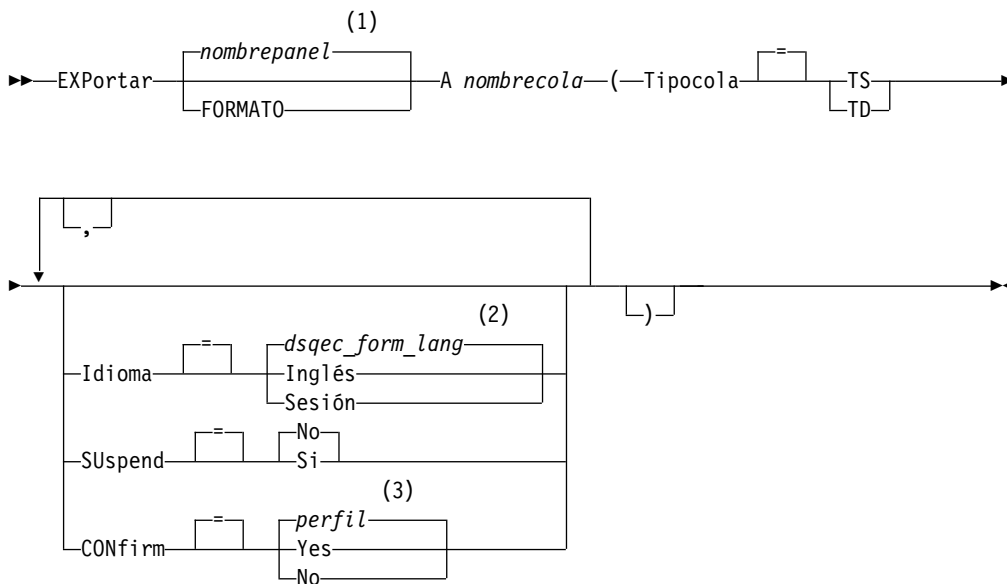 (1)
nombrepanel
EXPortar A nombrecola ( Tipocola = TS
FORMATO TD
,
)
(2)
dsqec_form_lang
Idioma = Inglés
Sesión
No
SUspend = Si
(3)
perfil
CONfirm = Yes
No